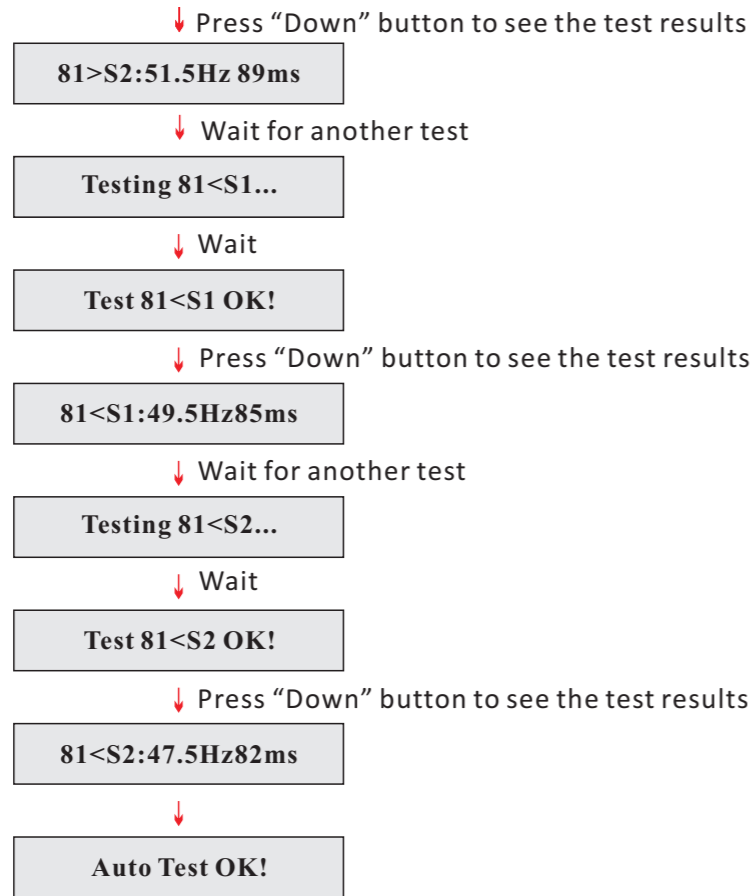 Press “Down” button to see the test results
81>S2:51.5Hz 89ms
Wait for another test
Testing 81<S1...
Wait
Test 81<S1 OK!
Press “Down” button to see the test results
81<S1:49.5Hz85ms
Wait for another test
Testing 81<S2...
Wait
Test 81<S2 OK!
Press “Down” button to see the test results
81<S2:47.5Hz82ms
Auto Test OK!